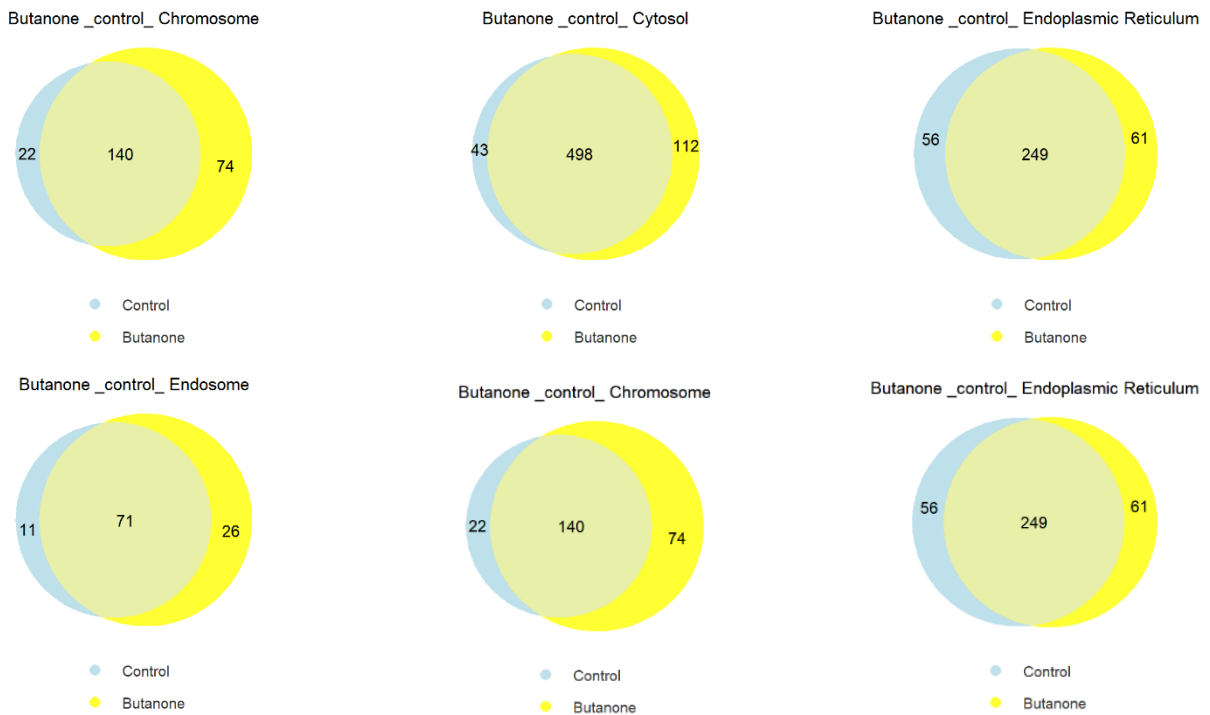 Butanone _control_ Chromosome
22
140
74
Control
Butanone
Butanone _control_ Cytosol
43
498
112
Control
Butanone
Butanone _control_ Endoplasmic Reticulum
56
249
61
Control
Butanone
Butanone _control_ Endosome
11
71
26
Control
Butanone
Butanone _control_ Chromosome
22
140
74
Control
Butanone
Butanone _control_ Endoplasmic Reticulum
56
249
61
Control
Butanone